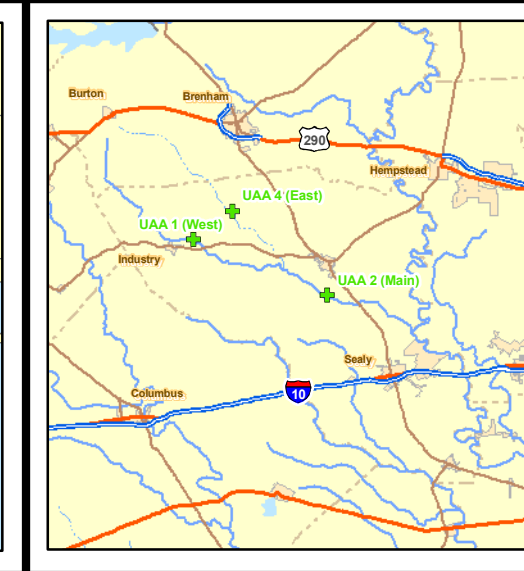 Burton
Brenham
290
Hempstead
UAA 4 (East)
UAA 1 (West)
Industry
UAA 2 (Main)
Sealy
Columbus
10